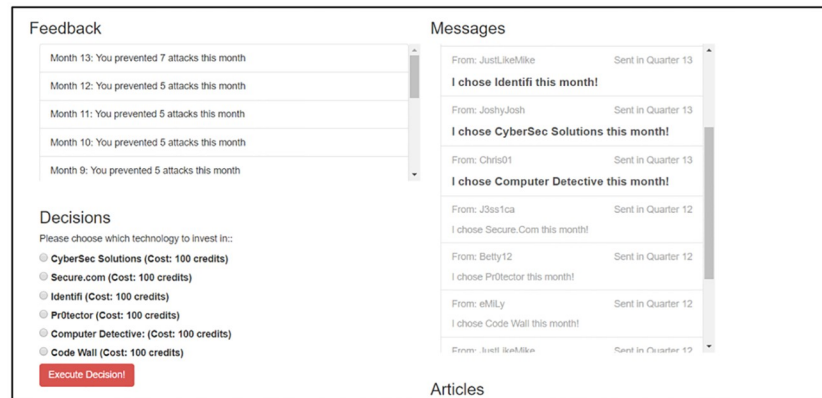 Feedback
Month 13: You prevented 7 attacks this month
Month 12: You prevented 5 attacks this month
Month 11: You prevented 5 attacks this month
Month 10: You prevented 5 attacks this month
Month 9: You prevented 5 attacks this month
Decisions
Please choose which technology to invest in::
CyberSec Solutions (Cost: 100 credits)
Secure.com (Cost: 100 credits)
Identifi (Cost: 100 credits)
Pr0tector (Cost: 100 credits)
Computer Detective: (Cost: 100 credits)
Code Wall (Cost: 100 credits)
Execute Decision!
Messages
From: JustLikeMike Sent in Quarter 13
I chose Identifi this month!
From: JoshyJosh Sent in Quarter 13
I chose CyberSec Solutions this month!
From: Chris01 Sent in Quarter 13
I chose Computer Detective this month!
From: J3ss1ca Sent in Quarter 12
I chose Secure.Com this month!
From: Betty12 Sent in Quarter 12
I chose Pr0tector this month!
From: eMiLy Sent in Quarter 12
I chose Code Wall this month!
From: JustLikeMike Sent in Quarter 12
Articles